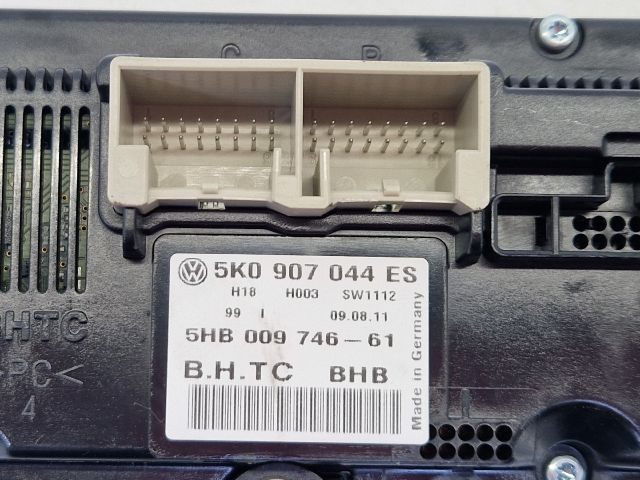 C B
5K0 907 044 ES
H18 H003 SW1112
99 I 09.08.11
5HB 009 746-61
B.H.TC BHB
Made in Germany
BHTC
>PC<
4